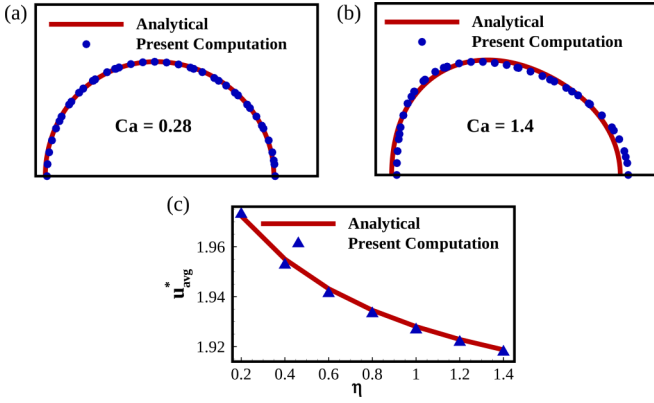 (a)
Analytical
Present Computation
Ca = 0.28
(b)
Analytical
Present Computation
Ca = 1.4
(c)
Analytical
Present Computation
1.96
1.94
1.92
u*avg
0.2 0.4 0.6 0.8 1 1.2 1.4
η